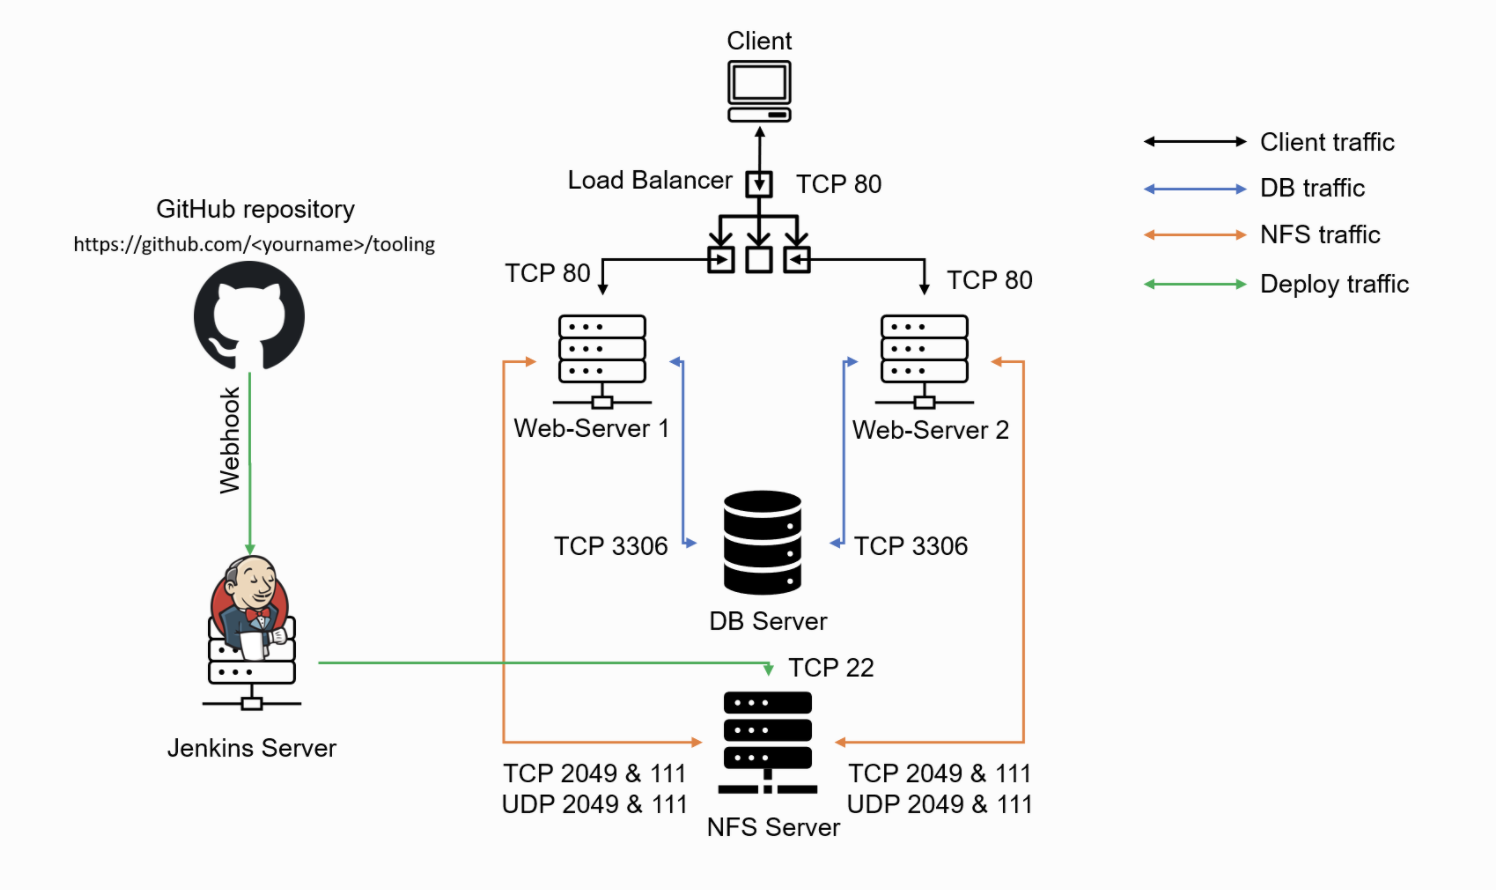 Client
Load Balancer
TCP 80
Client traffic
DB traffic
NFS traffic
Deploy traffic
GitHub repository
https://github.com/<yourname>/tooling
TCP 80
TCP 80
Webhook
Web-Server 1
Web-Server 2
TCP 3306
TCP 3306
DB Server
TCP 22
Jenkins Server
TCP 2049 & 111
UDP 2049 & 111
TCP 2049 & 111
UDP 2049 & 111
NFS Server